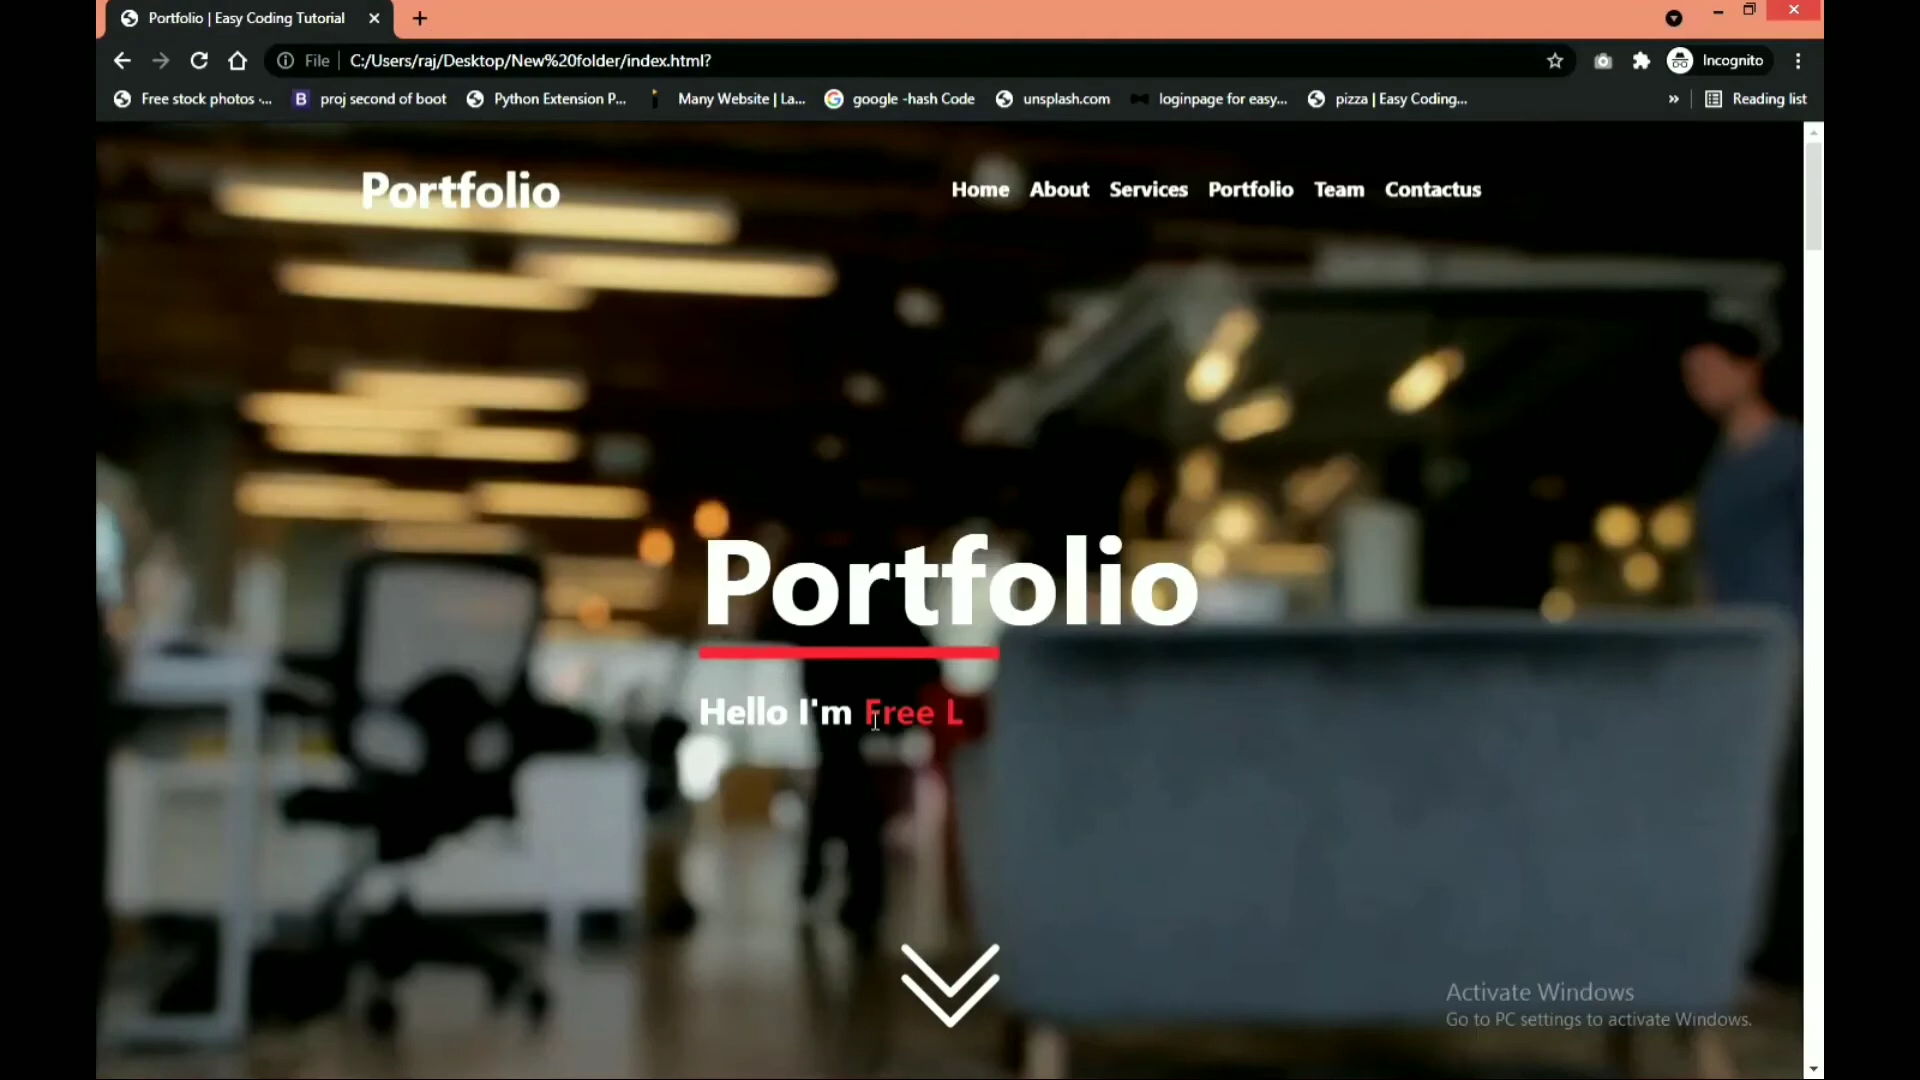 Portfolio | Easy Coding Tutorial
File
C:/Users/raj/Desktop/New%20folder/index.html?
Incognito
Free stock photos -...
proj second of boot
Python Extension P...
Many Website | La...
google -hash Code
unsplash.com
loginpage for easy...
pizza | Easy Coding...
»
Reading list
Portfolio
Home
About
Services
Portfolio
Team
Contactus
Portfolio
Hello I'm Free L
Activate Windows
Go to PC settings to activate Windows.